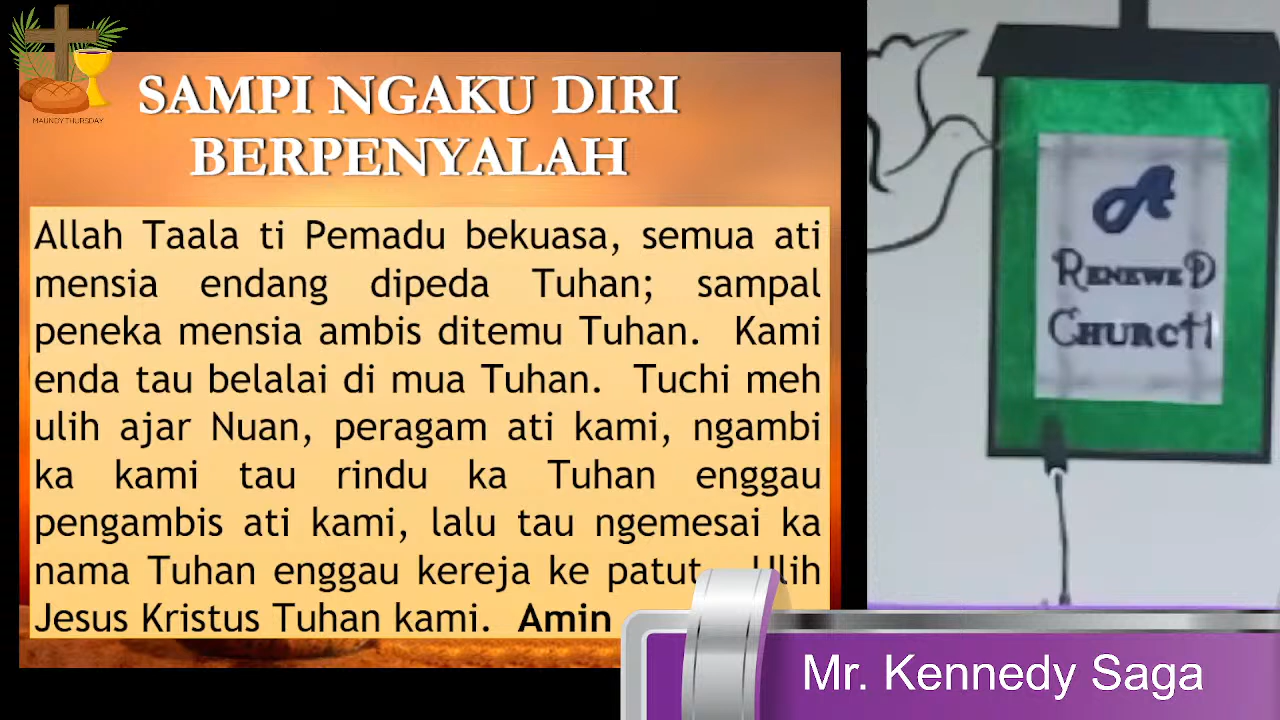 MAUNDY THURSDAY
SAMPI NGAKU DIRI
BERPENYALAH
Allah Taala ti Pemadu bekuasa, semua ati
mensia endang dipeda Tuhan; sampal
peneka mensia ambis ditemu Tuhan. Kami
enda tau belalai di mua Tuhan. Tuchi meh
ulih ajar Nuan, peragam ati kami, ngambi
ka kami tau rindu ka Tuhan enggau
pengambis ati kami, lalu tau ngemesai ka
nama Tuhan enggau kereja ke patut. Ulih
Jesus Kristus Tuhan kami. Amin
A
RENEWED
CHURCH
Mr. Kennedy Saga